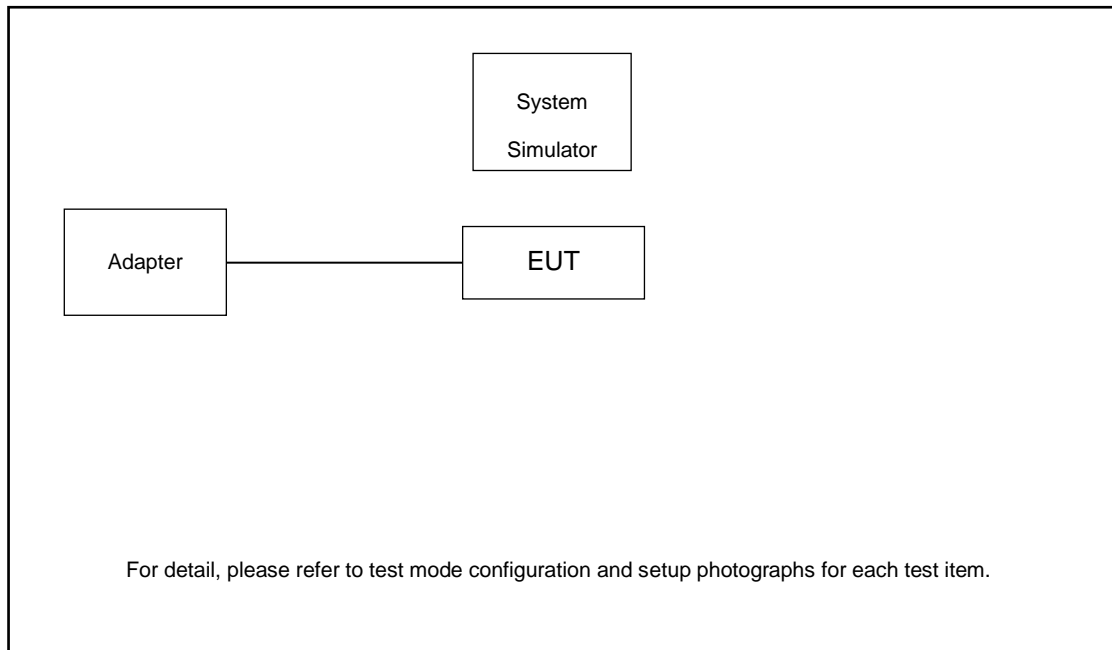 System
Simulator
Adapter
EUT
For detail, please refer to test mode configuration and setup photographs for each test item.